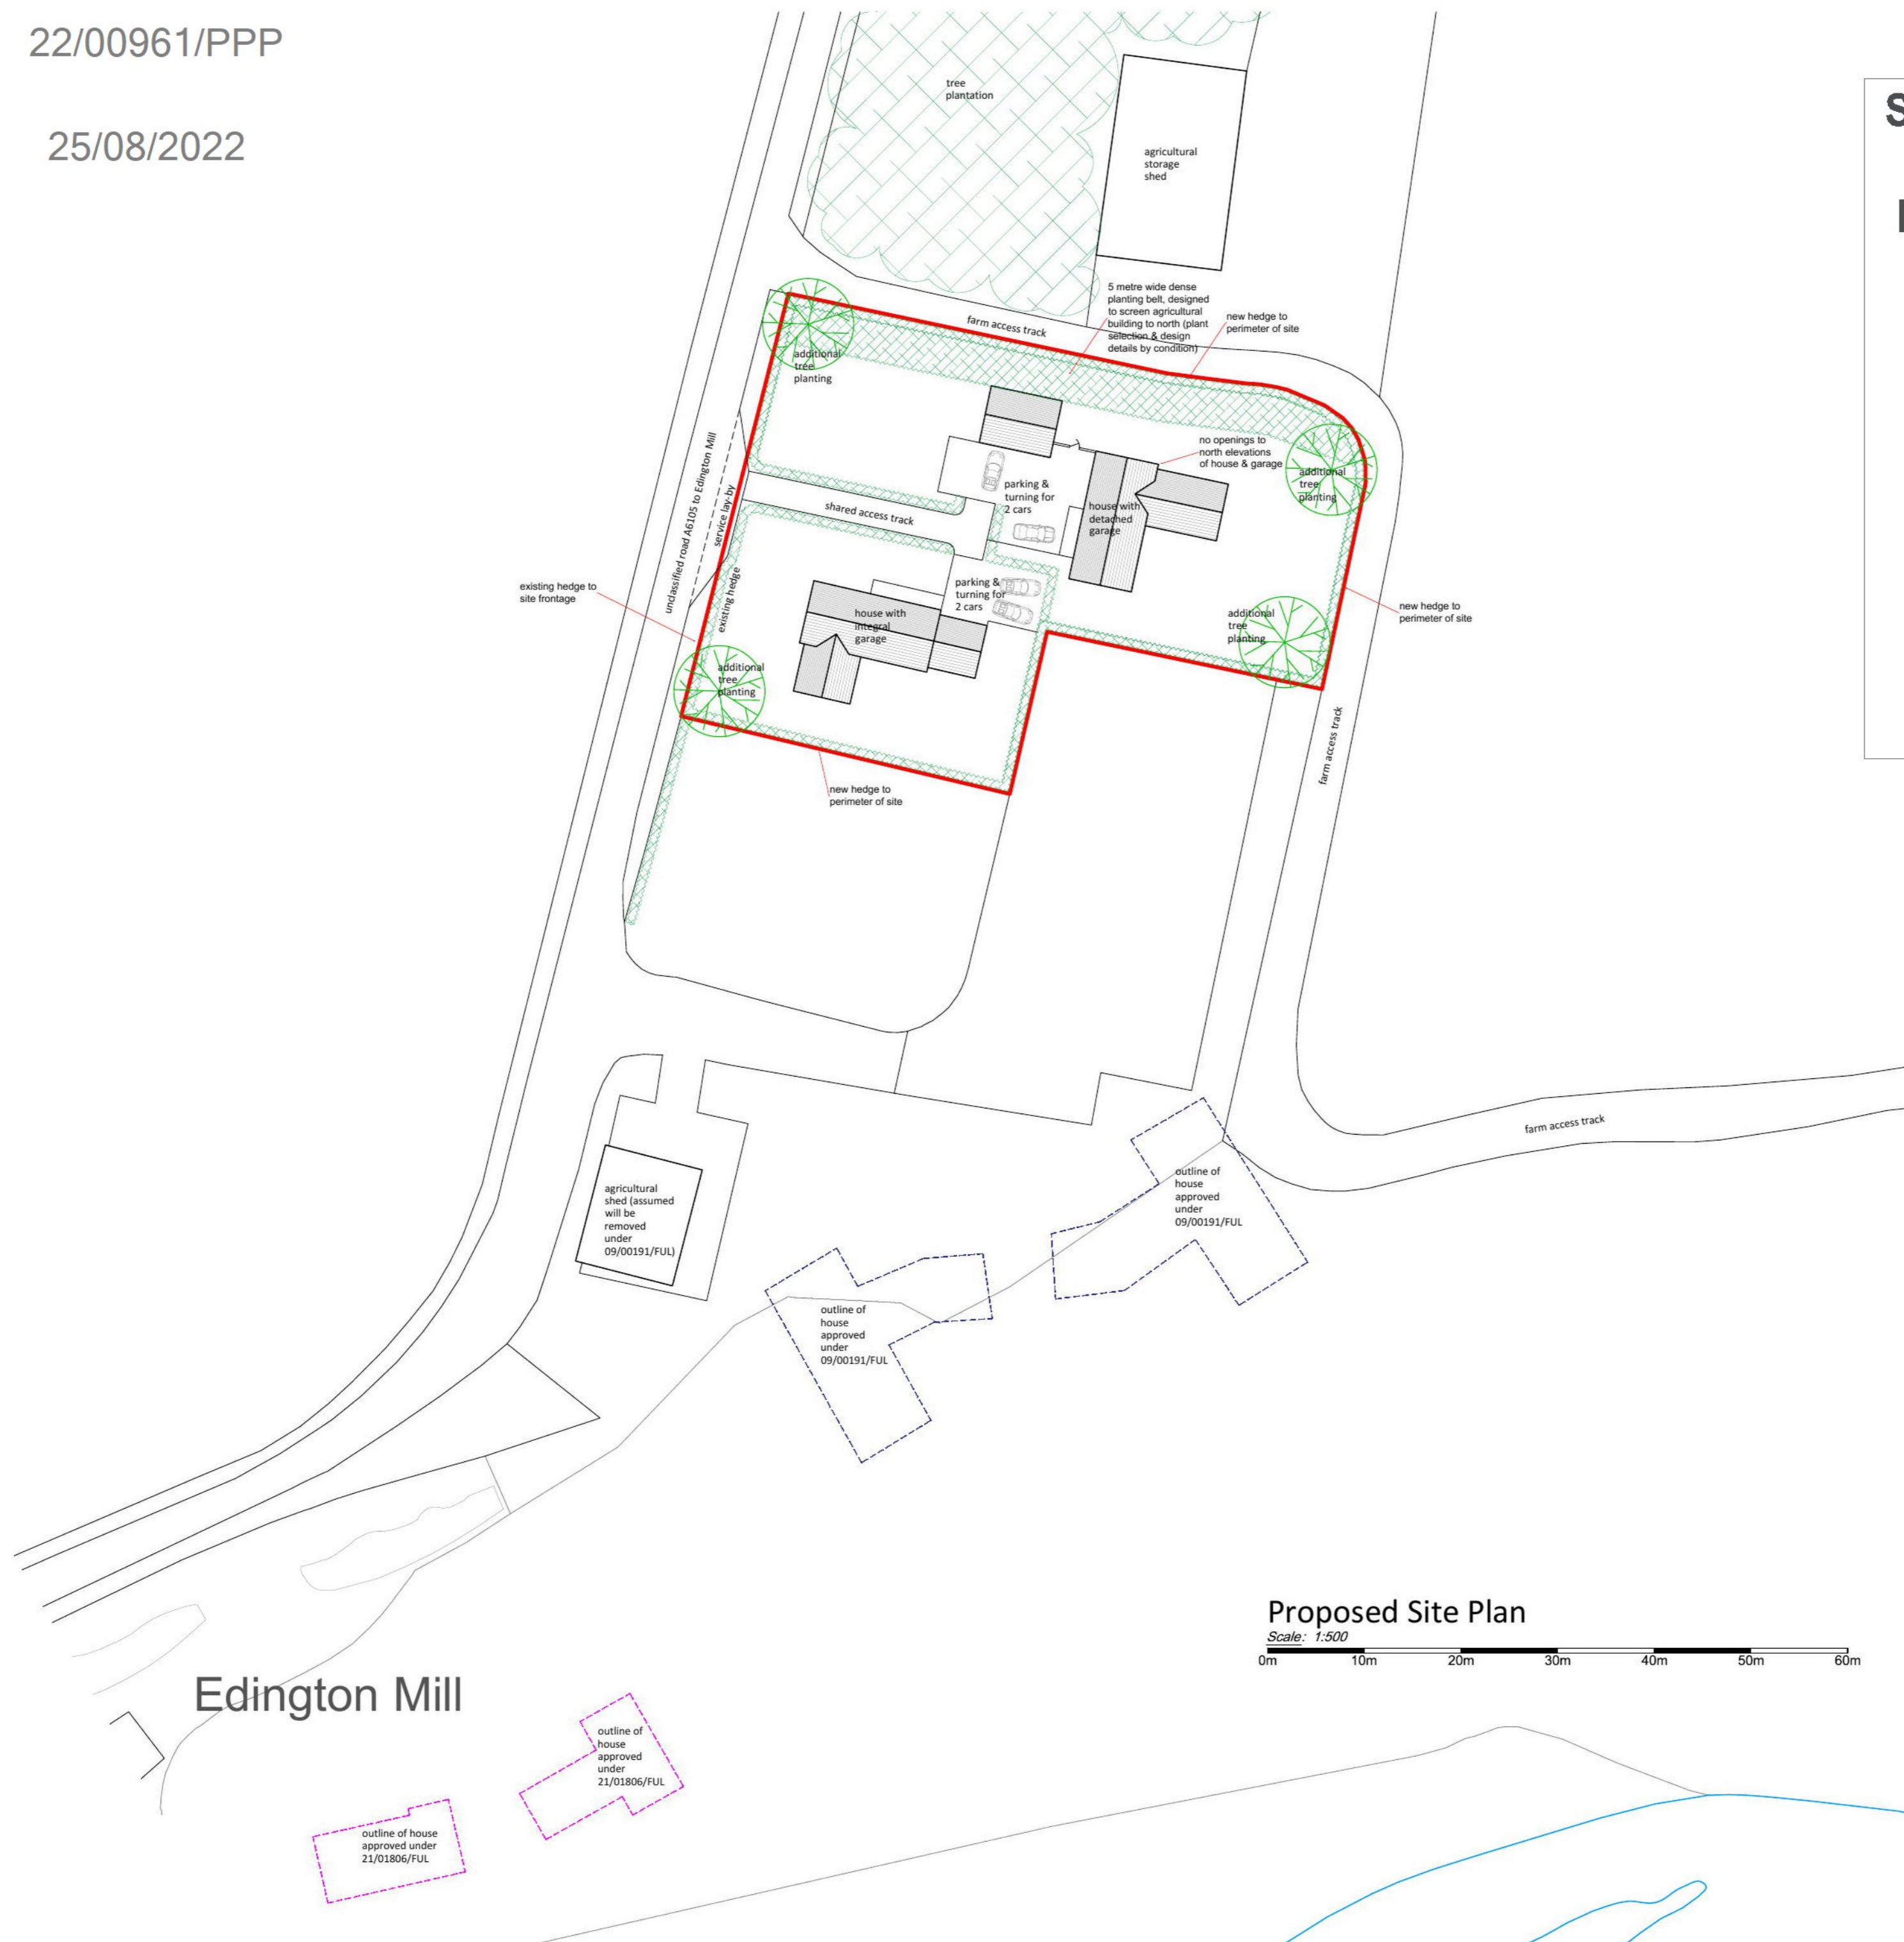 22/00961/PPP
25/08/2022
S
tree
plantation
agricultural
storage
shed
5 metre wide dense
planting belt, designed
to screen agricultural
building to north (plant
selection & design
details by condition)
new hedge to
perimeter of site
farm access track
additional
tree
planting
no openings to
north elevations
of house & garage
additional
tree
planting
parking &
turning for
2 cars
house with
detached
garage
shared access track
unclassified road A6105 to Edington Mill
service lay-by
existing hedge
existing hedge to
site frontage
parking &
turning for
2 cars
house with
integral
garage
additional
tree
planting
new hedge to
perimeter of site
additional
tree
planting
new hedge to
perimeter of site
farm access track
farm access track
agricultural
shed (assumed
will be
removed
under
09/00191/FUL)
outline of
house
approved
under
09/00191/FUL
outline of
house
approved
under
09/00191/FUL
Proposed Site Plan
Scale: 1:500
0m 10m 20m 30m 40m 50m 60m
Edington Mill
outline of
house
approved
under
21/01806/FUL
outline of house
approved under
21/01806/FUL